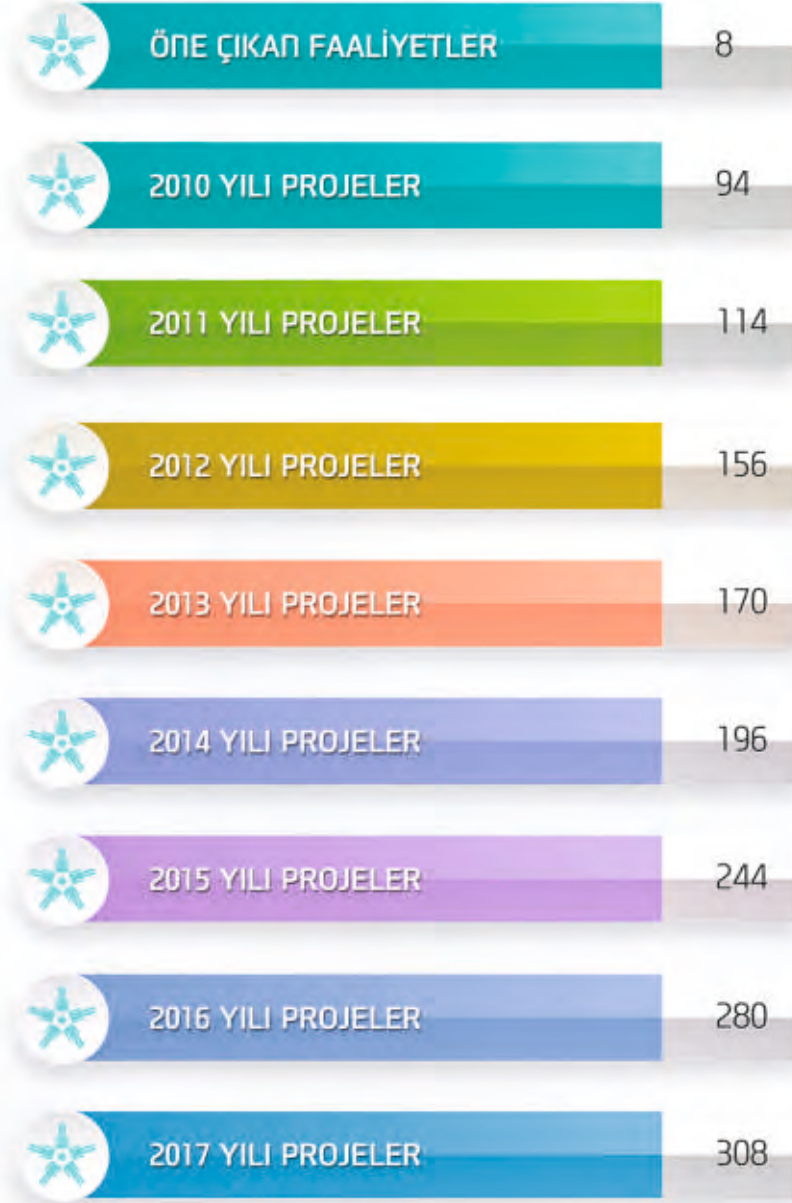 ÖNE ÇIKAN FAALİYETLER 8
2010 YILI PROJELER 94
2011 YILI PROJELER 114
2012 YILI PROJELER 156
2013 YILI PROJELER 170
2014 YILI PROJELER 196
2015 YILI PROJELER 244
2016 YILI PROJELER 280
2017 YILI PROJELER 308